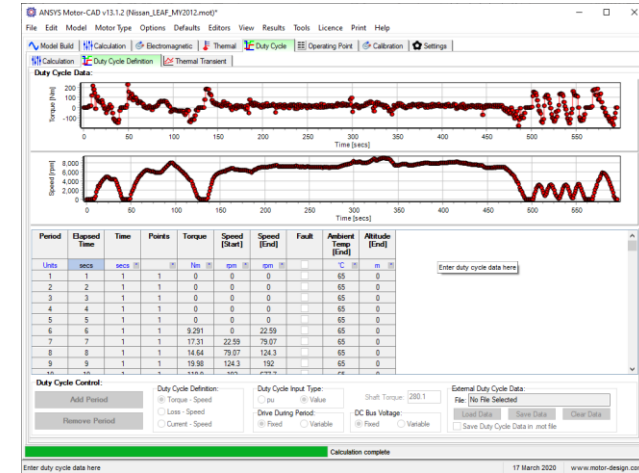 ANSYS Motor-CAD v13.1.2 (Nissan_LEAF_MY2012.mot)*
File Edit Model Motor Type Options Defaults Editors View Results Tools Licence Print Help
Model Build Calculation Electromagnetic Thermal Duty Cycle Operating Point Calibration Settings
Calculation Duty Cycle Definition Thermal Transient
Duty Cycle Data:
Torque [Nm]
200
100
0
-100
0 50 100 150 200 250 300 350 400 450 500 550
Time [secs]
Speed [rpm]
8,000
6,000
4,000
2,000
0
0 50 100 150 200 250 300 350 400 450 500 550
Time [secs]
Period Elapsed Time Time Points Torque Speed [Start] Speed [End] Fault Ambient Temp [End] Altitude [End]
Units secs secs Nm rpm rpm °C m
1 1 1 1 0 0 0 65 0
2 2 1 1 0 0 0 65 0
3 3 1 1 0 0 0 65 0
4 4 1 1 0 0 0 65 0
5 5 1 1 0 0 0 65 0
6 6 1 1 9.291 0 22.59 65 0
7 7 1 1 17.31 22.59 79.07 65 0
8 8 1 1 14.64 79.07 124.3 65 0
9 9 1 1 19.98 124.3 192 65 0
Enter duty cycle data here
Duty Cycle Control:
Add Period
Remove Period
Duty Cycle Definition:
Torque - Speed
Loss - Speed
Current - Speed
Duty Cycle Input Type:
pu Value
Drive During Period:
Fixed Variable
Shaft Torque: 280.1
DC Bus Voltage:
Fixed Variable
External Duty Cycle Data:
File: No File Selected
Load Data Save Data Clear Data
Save Duty Cycle Data in .mot file
Calculation complete
Enter duty cycle data here
17 March 2020